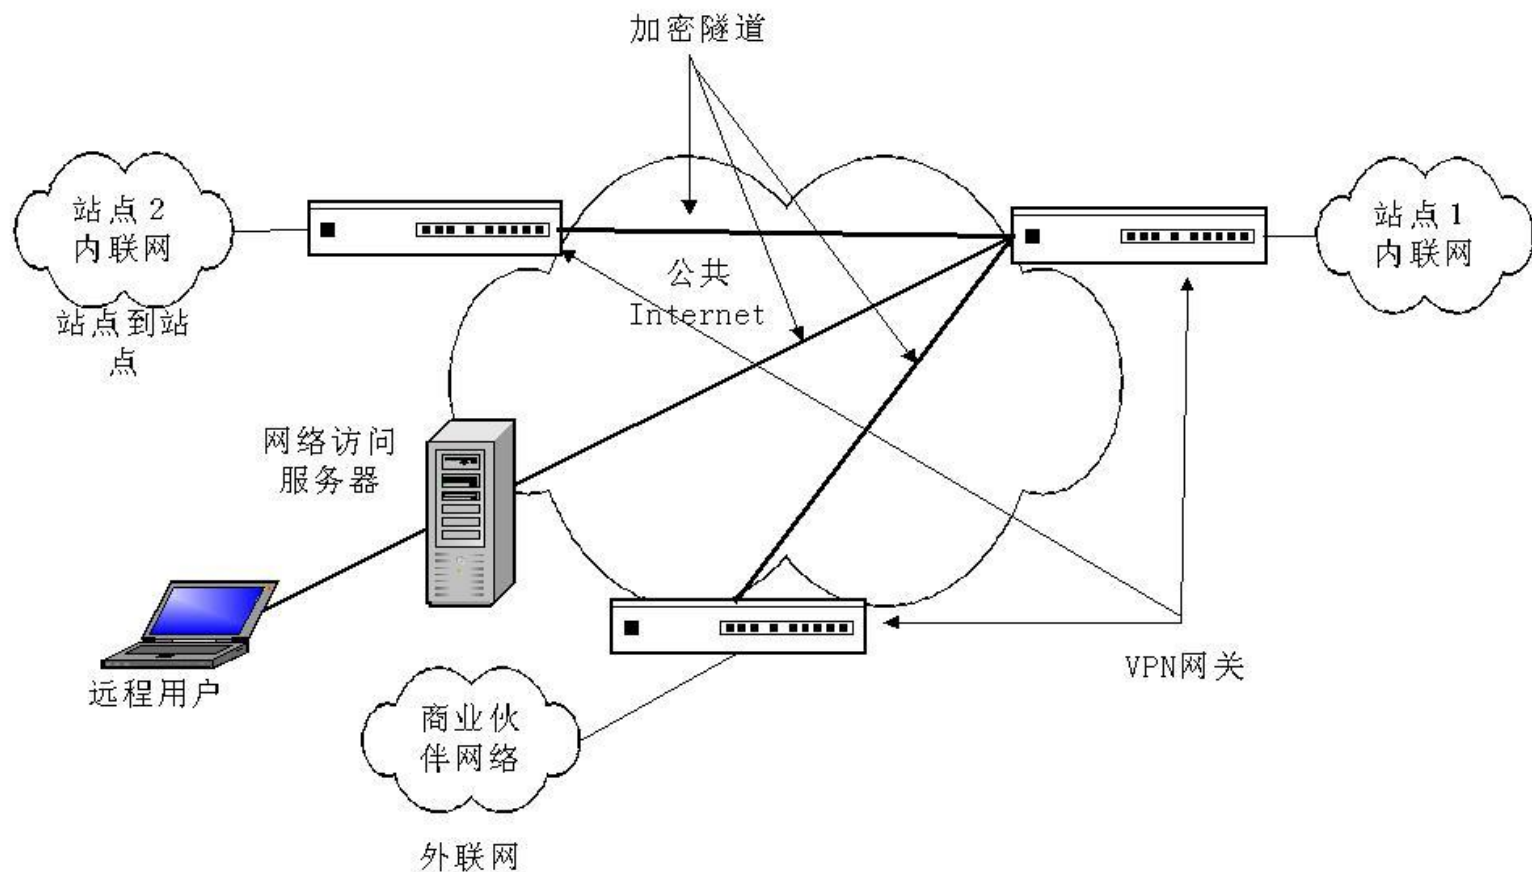 加密隧道
站点2
内联网
站点到站
点
站点1
内联网
公共
Internet
网络访问
服务器
远程用户
VPN网关
商业伙
伴网络
外联网